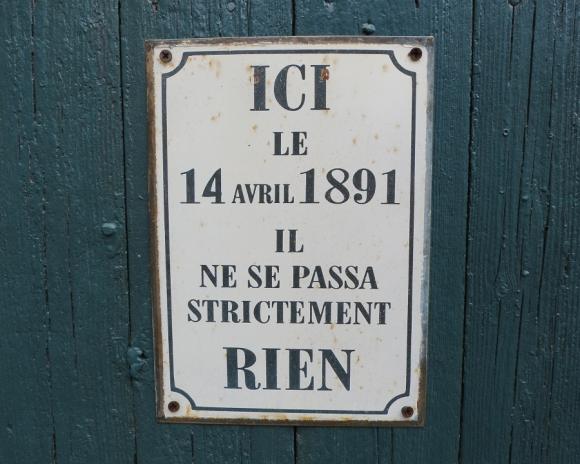 ICI
LE
14 AVRIL 1891
IL
NE SE PASSA
STRICTEMENT
RIEN